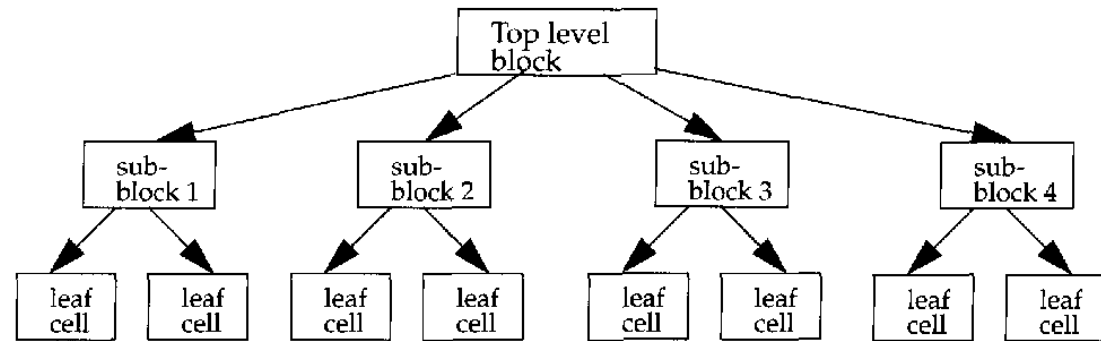 Top level
block
sub-
block 1
sub-
block 2
sub-
block 3
sub-
block 4
leaf
cell
leaf
cell
leaf
cell
leaf
cell
leaf
cell
leaf
cell
leaf
cell
leaf
cell